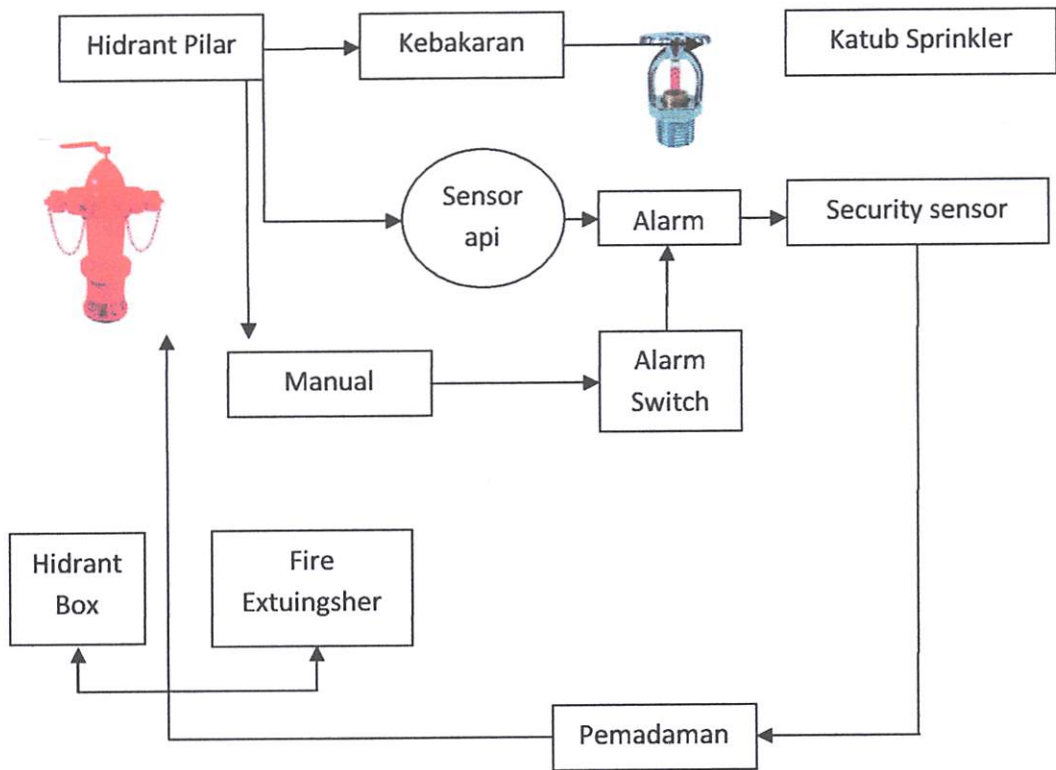 Hidrant Pilar
Kebakaran
Katub Sprinkler
Sensor
api
Alarm
Security sensor
Manual
Alarm
Switch
Hidrant
Box
Fire
Extuingsher
Pemadaman